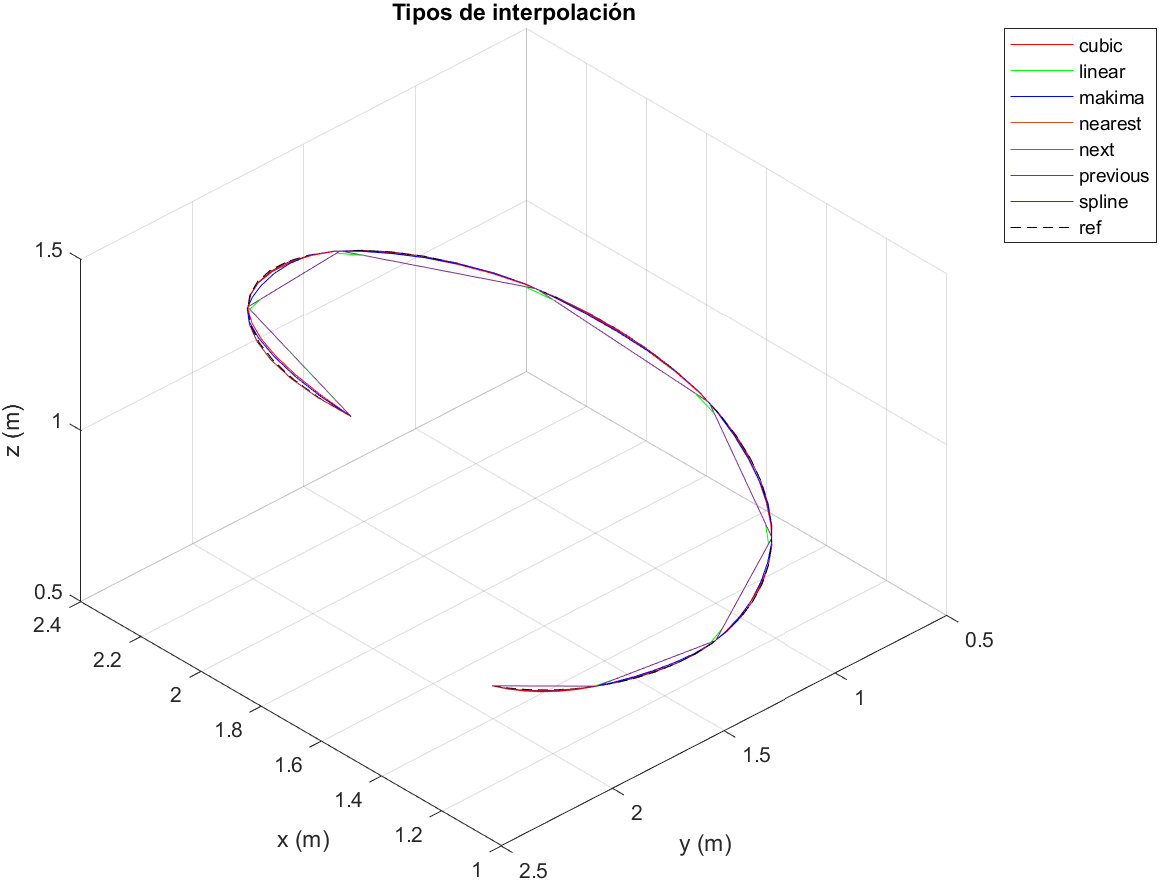 Tipos de interpolación
cubic
linear
makima
nearest
next
previous
spline
ref
1.5
1
0.5
z (m)
2.4
2.2
2
1.8
1.6
1.4
1.2
1
x (m)
0.5
1
1.5
2
2.5
y (m)